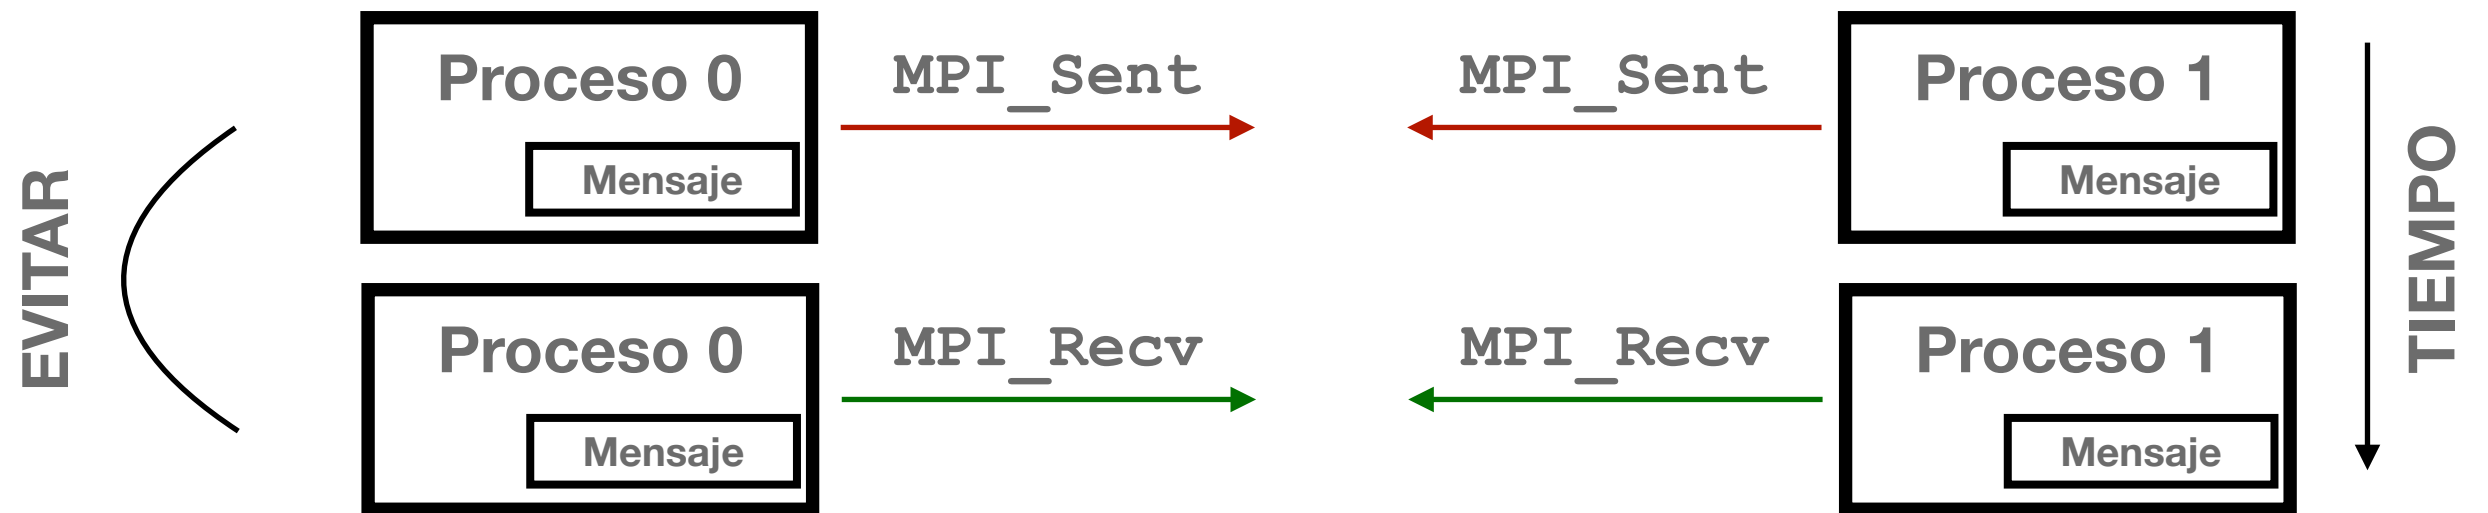 EVITAR
Proceso 0
Mensaje
MPI_Sent
MPI_Sent
Proceso 1
Mensaje
Proceso 0
Mensaje
MPI_Recv
MPI_Recv
Proceso 1
Mensaje
TIEMPO